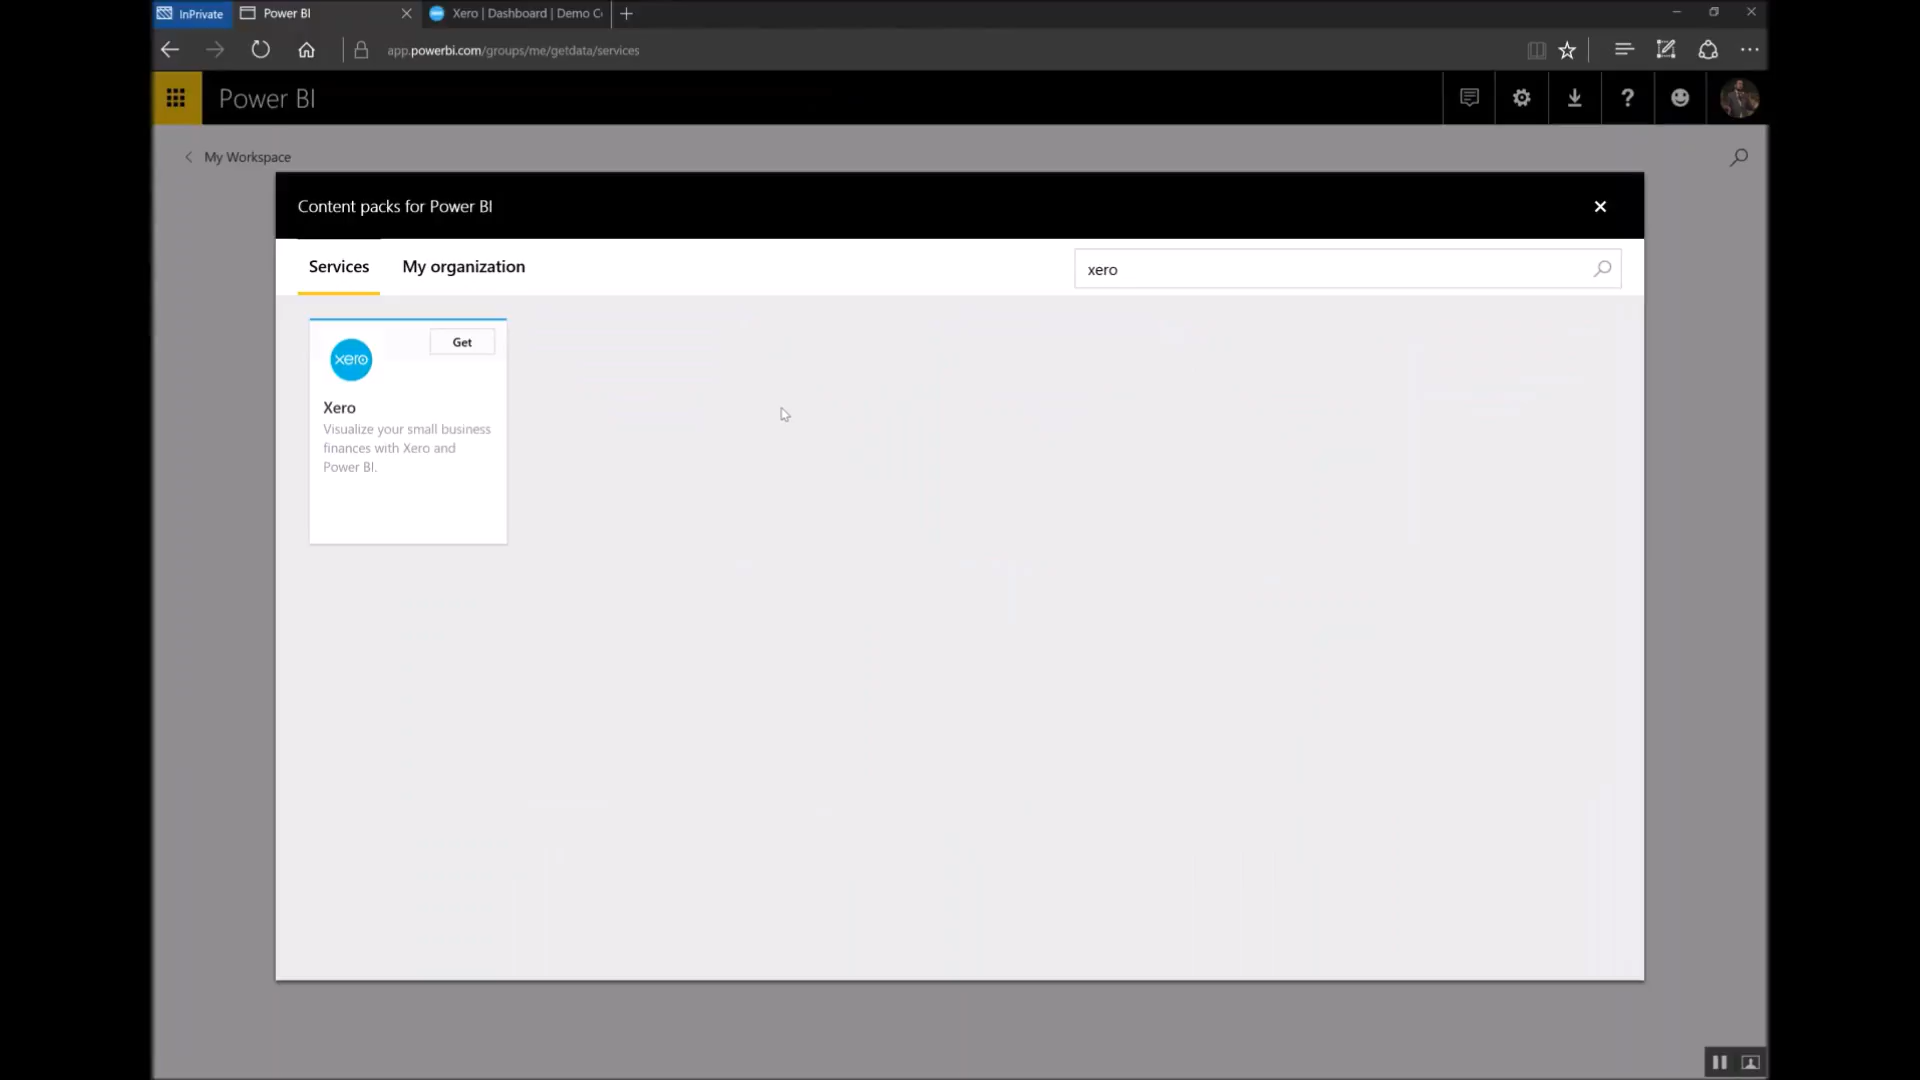 InPrivate
Power BI
Xero | Dashboard | Demo C
app.powerbi.com/groups/me/getdata/services
Power BI
My Workspace
Content packs for Power BI
Services
My organization
xero
xero
Get
Xero
Visualize your small business
finances with Xero and
Power BI.